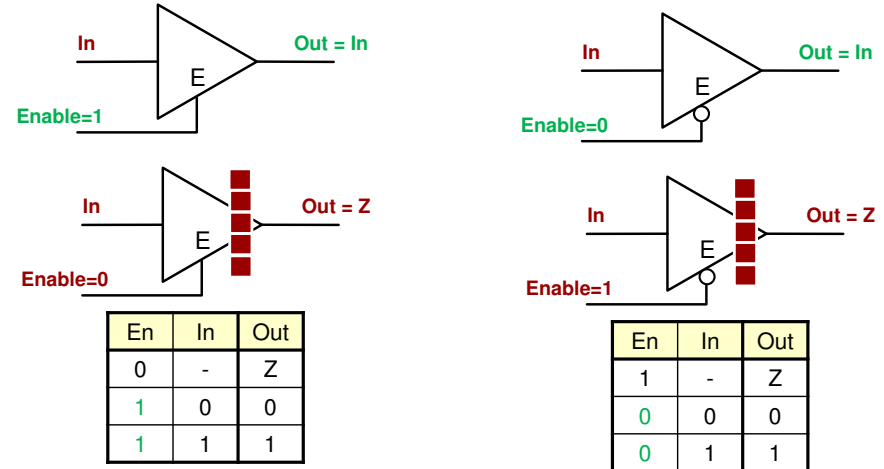 In
Out = In
E
Enable=1
In
Out = Z
E
Enable=0
En In Out
0 - Z
1 0 0
1 1 1
In
Out = In
E
Enable=0
In
Out = Z
E
Enable=1
En In Out
1 - Z
0 0 0
0 1 1